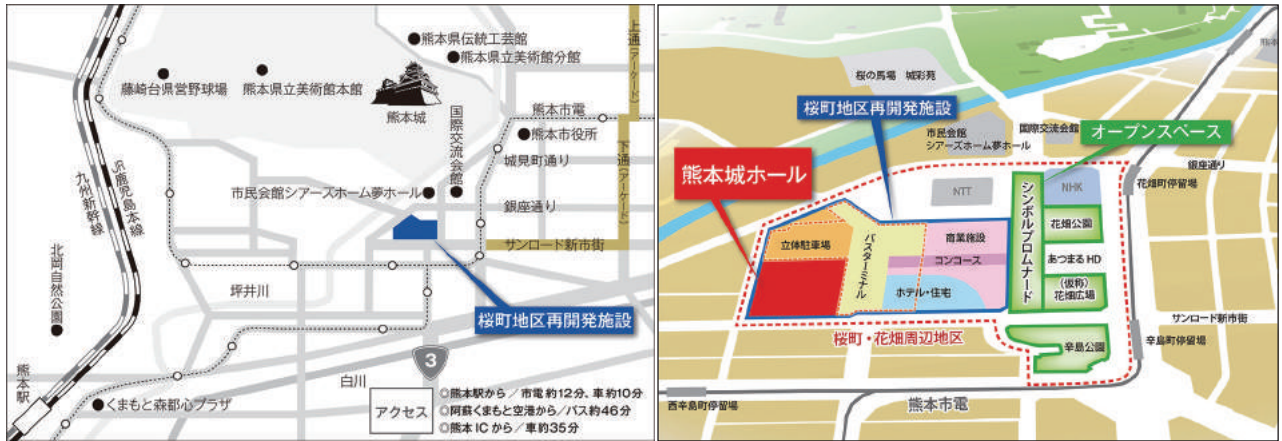 熊本県伝統工芸館
熊本県立美術館分館
上通(アーケード)
藤崎台県営野球場
熊本県立美術館本館
熊本城
国際交流会館
熊本市電
熊本市役所
下通(アーケード)
城見町通り
市民会館シアーズホーム夢ホール
銀座通り
サンロード新市街
JR鹿児島本線
九州新幹線
北岡自然公園
坪井川
桜町地区再開発施設
白川
3
熊本駅
くまもと森都心プラザ
アクセス
◎熊本駅から/市電約12分、車約10分
◎阿蘇くまもと空港から/バス約46分
◎熊本ICから/車約35分
桜の馬場 城彩苑
桜町地区再開発施設
市民会館
シアーズホーム夢ホール
国際交流会館
オープンスペース
熊本城ホール
銀座通り
花畑町停留場
NTT
NHK
シンボルプロムナード
花畑公園
立体駐車場
バスターミナル
商業施設
コンコース
あつまるHD
ホテル・住宅
(仮称)
花畑広場
サンロード新市街
桜町・花畑周辺地区
辛島公園
辛島町停留場
西辛島町停留場
熊本市電